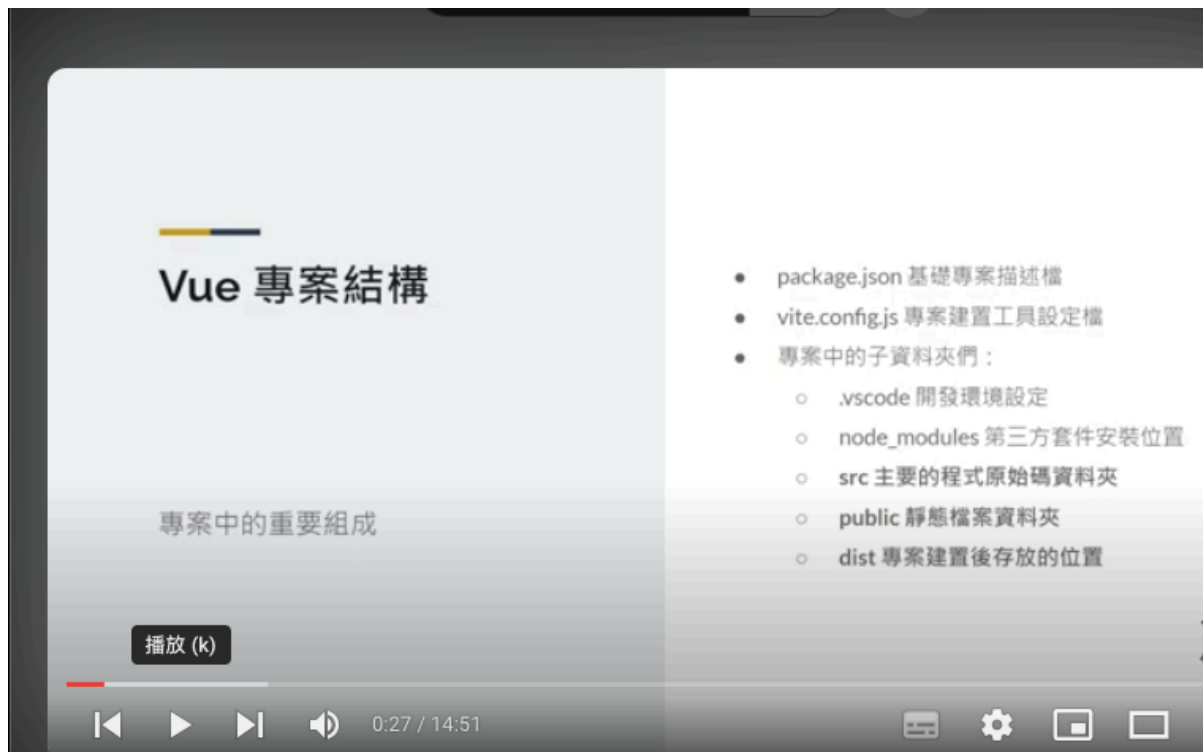 Vue 專案結構
專案中的重要組成
package.json 基礎專案描述檔
vite.config.js 專案建置工具設定檔
專案中的子資料夾們：
.vscode 開發環境設定
node_modules 第三方套件安裝位置
src 主要的程式原始碼資料夾
public 靜態檔案資料夾
dist 專案建置後存放的位置
播放 (k)
0:27 / 14:51